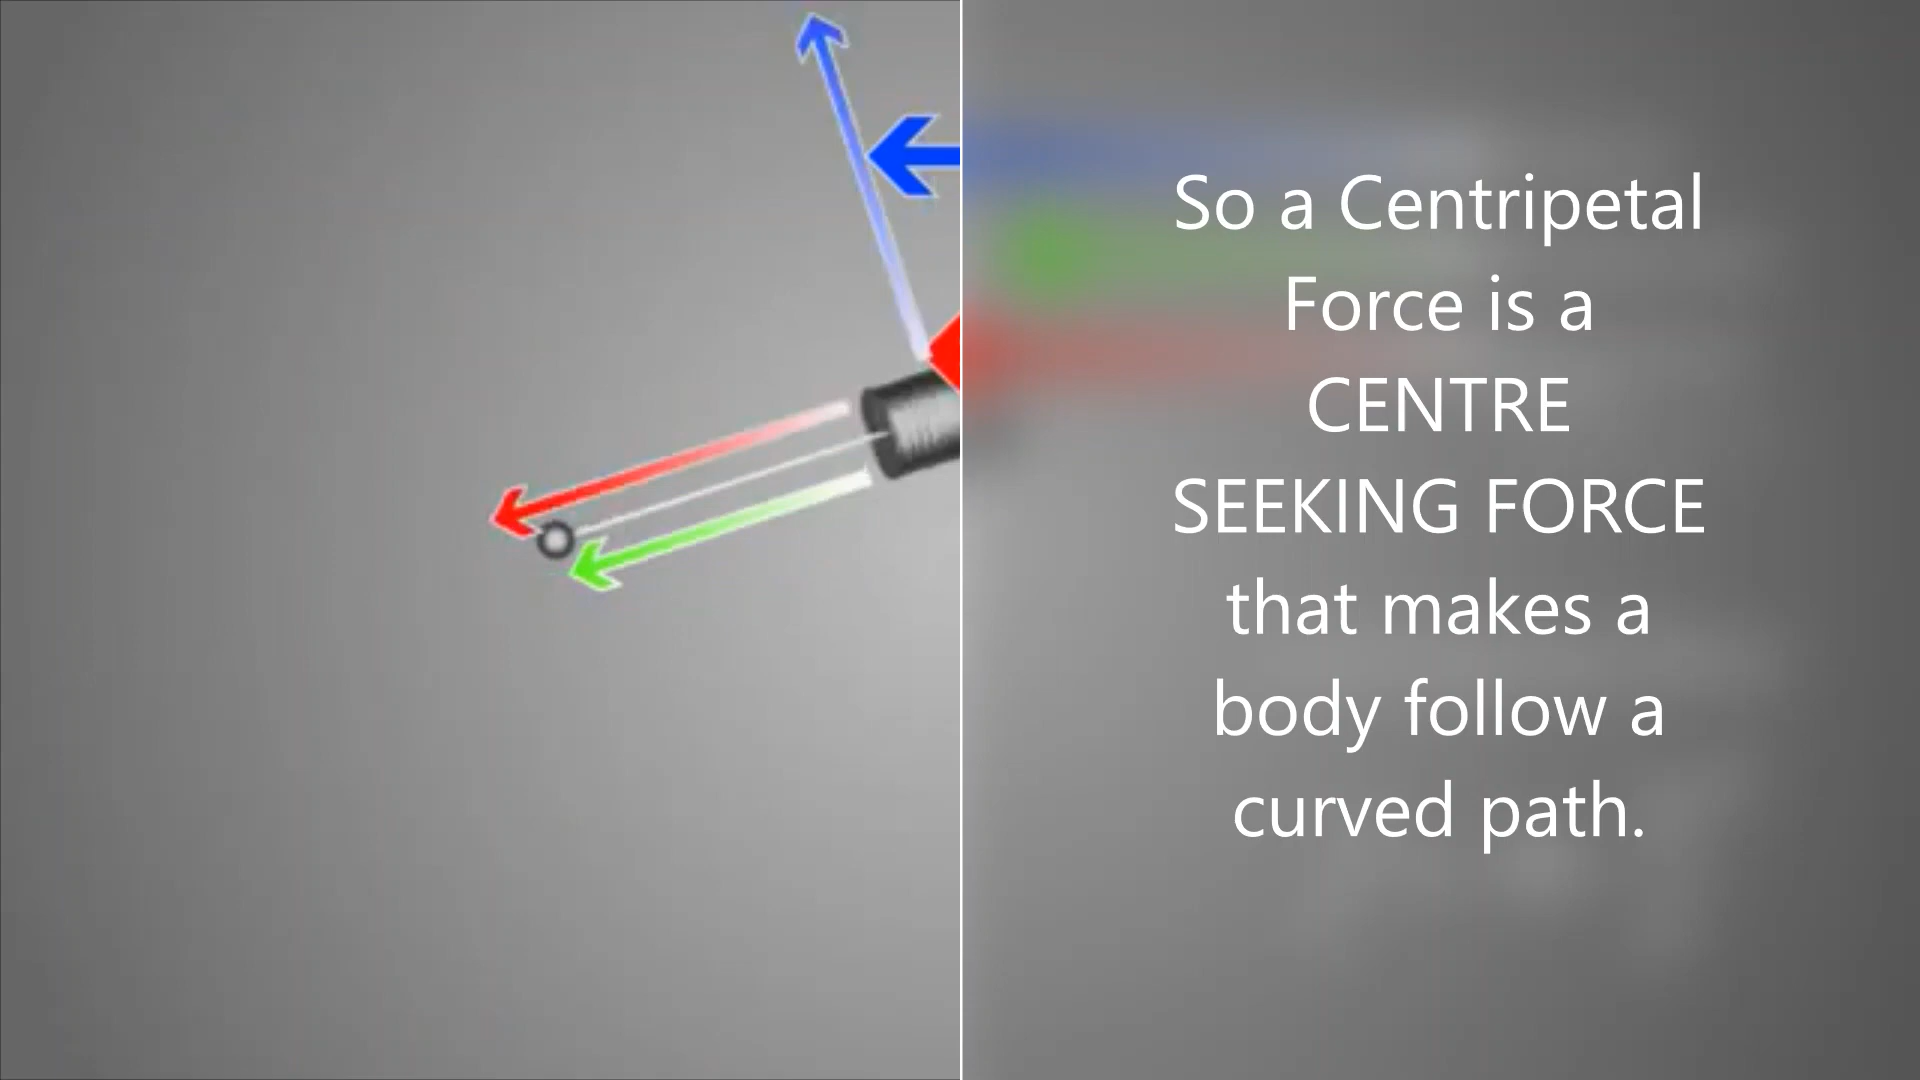 So a Centripetal
Force is a
CENTRE
SEEKING FORCE
that makes a
body follow a
curved path.